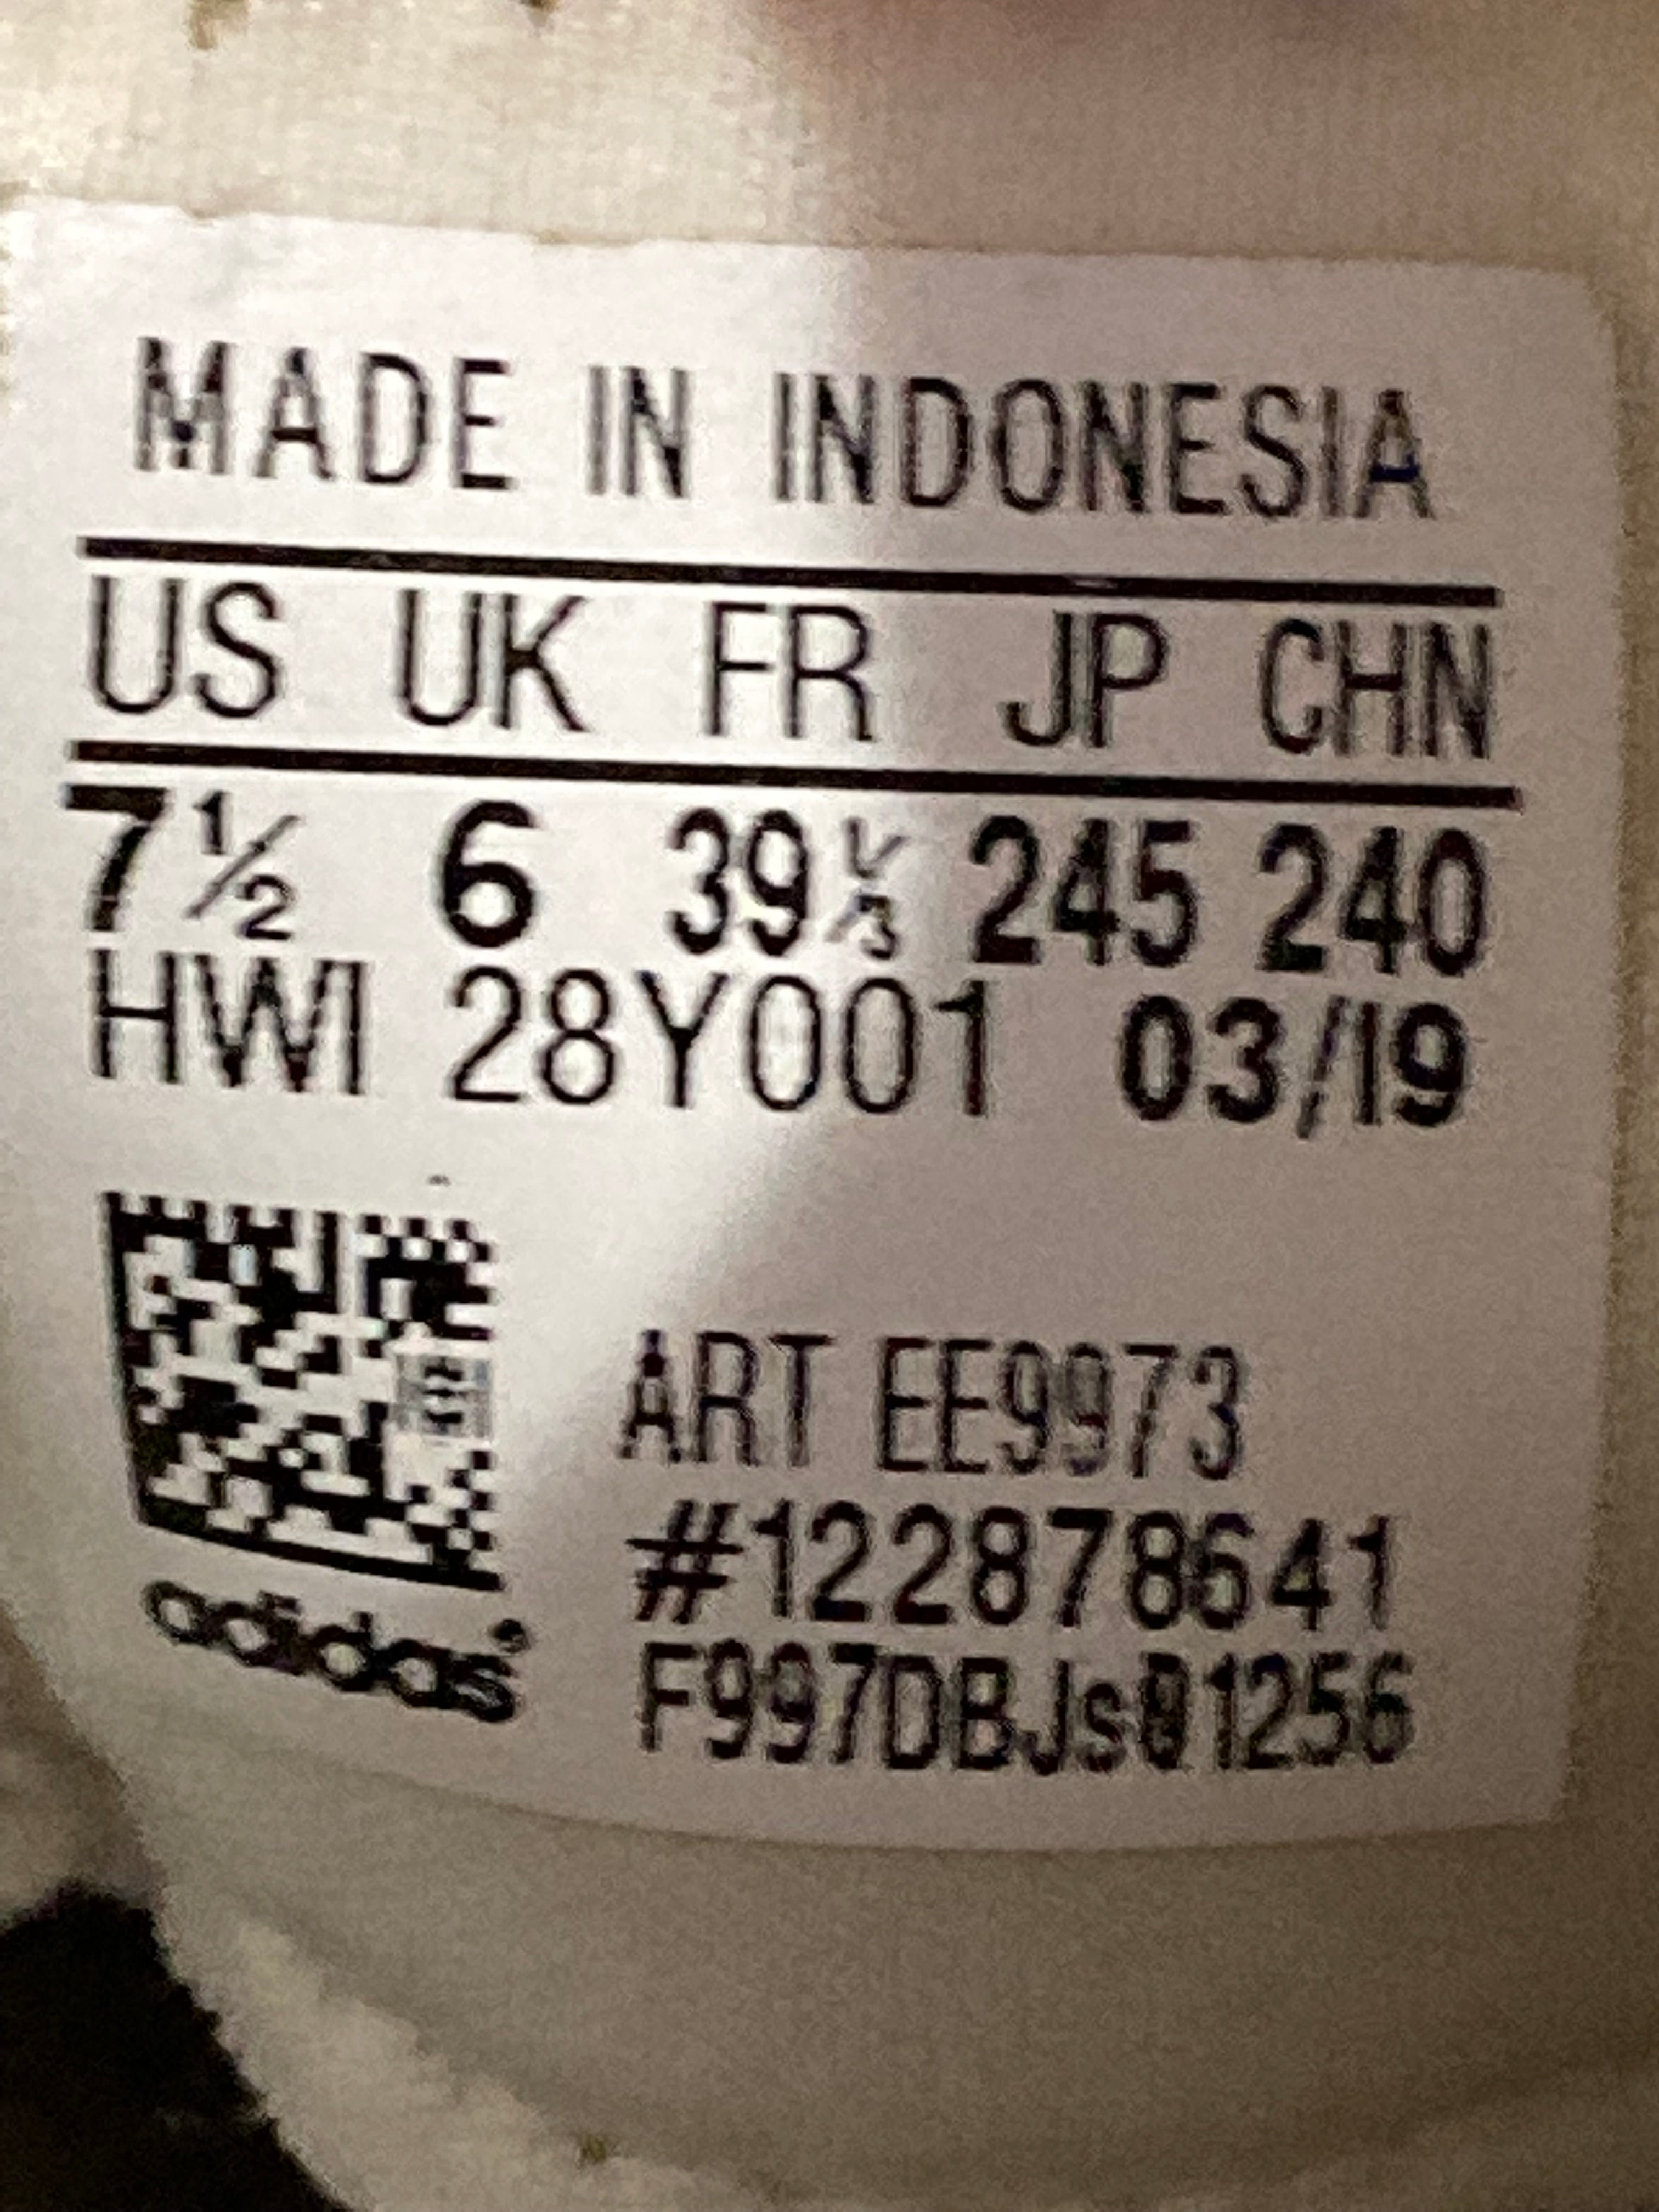 MADE IN INDONESIA
US UK FR JP CHN
7½ 6 39⅓ 245 240
HWI 28Y001 03/19
ART EE9973
#122878641
adidas®